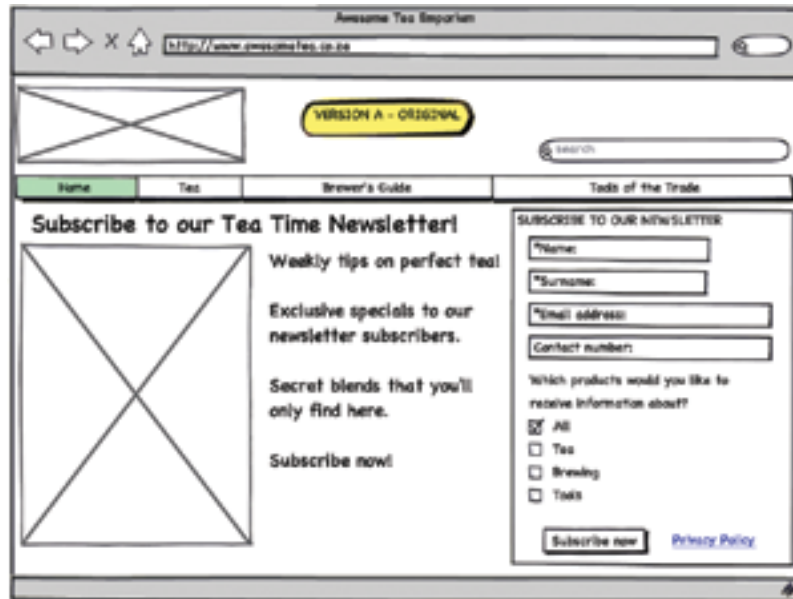 Awesome Tea Emporium
http://www.awesometea.co.za
VERSION A - ORIGINAL
search
Home
Tea
Brewer's Guide
Tools of the Trade
Subscribe to our Tea Time Newsletter!
Weekly tips on perfect tea!
Exclusive specials to our
newsletter subscribers.
Secret blends that you'll
only find here.
Subscribe now!
SUBSCRIBE TO OUR NEWSLETTER
*Name:
*Surname:
*Email address:
Contact number:
Which products would you like to
receive information about?
All
Tea
Brewing
Tools
Subscribe now
Privacy Policy